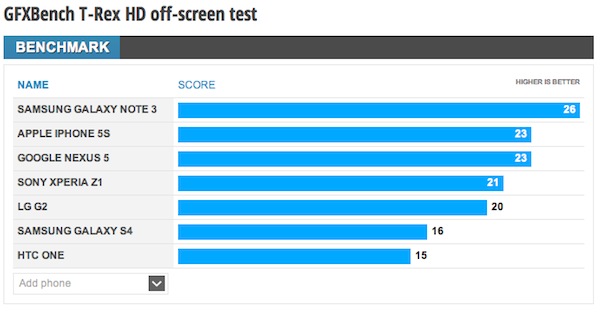 GFXBench T-Rex HD off-screen test
BENCHMARK
NAME SCORE HIGHER IS BETTER
SAMSUNG GALAXY NOTE 3 26
APPLE IPHONE 5S 23
GOOGLE NEXUS 5 23
SONY XPERIA Z1 21
LG G2 20
SAMSUNG GALAXY S4 16
HTC ONE 15
Add phone